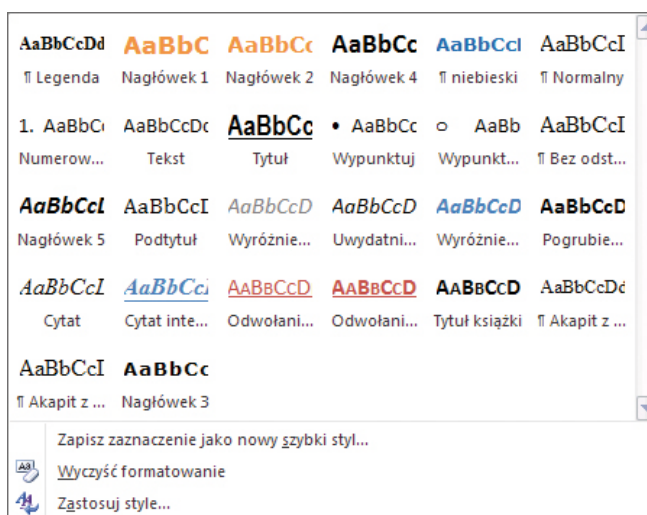 AaBbCcDd AaBbC AaBbCc AaBbCc AaBbCcI AaBbCcI
¶ Legenda Nagłówek 1 Nagłówek 2 Nagłówek 4 ¶ niebieski ¶ Normalny
1. AaBbCc AaBbCcDc AaBbCc • AaBbCc o AaBb AaBbCcI
Numerow... Tekst Tytuł Wypunktuj Wypunkt... ¶ Bez odst...
AaBbCcL AaBbCcI AaBbCcD AaBbCcD AaBbCcD AaBbCcD
Nagłówek 5 Podtytuł Wyróżnie... Uwydatni... Wyróżnie... Pogrubie...
AaBbCcI AaBbCcI AaBbCcD AaBbCcD AaBbCcD AaBbCcDd
Cytat Cytat inte... Odwołani... Odwołani... Tytuł książki ¶ Akapit z ...
AaBbCcI AaBbCc
¶ Akapit z ... Nagłówek 3
Zapisz zaznaczenie jako nowy szybki styl...
Wyczyść formatowanie
Zastosuj style...